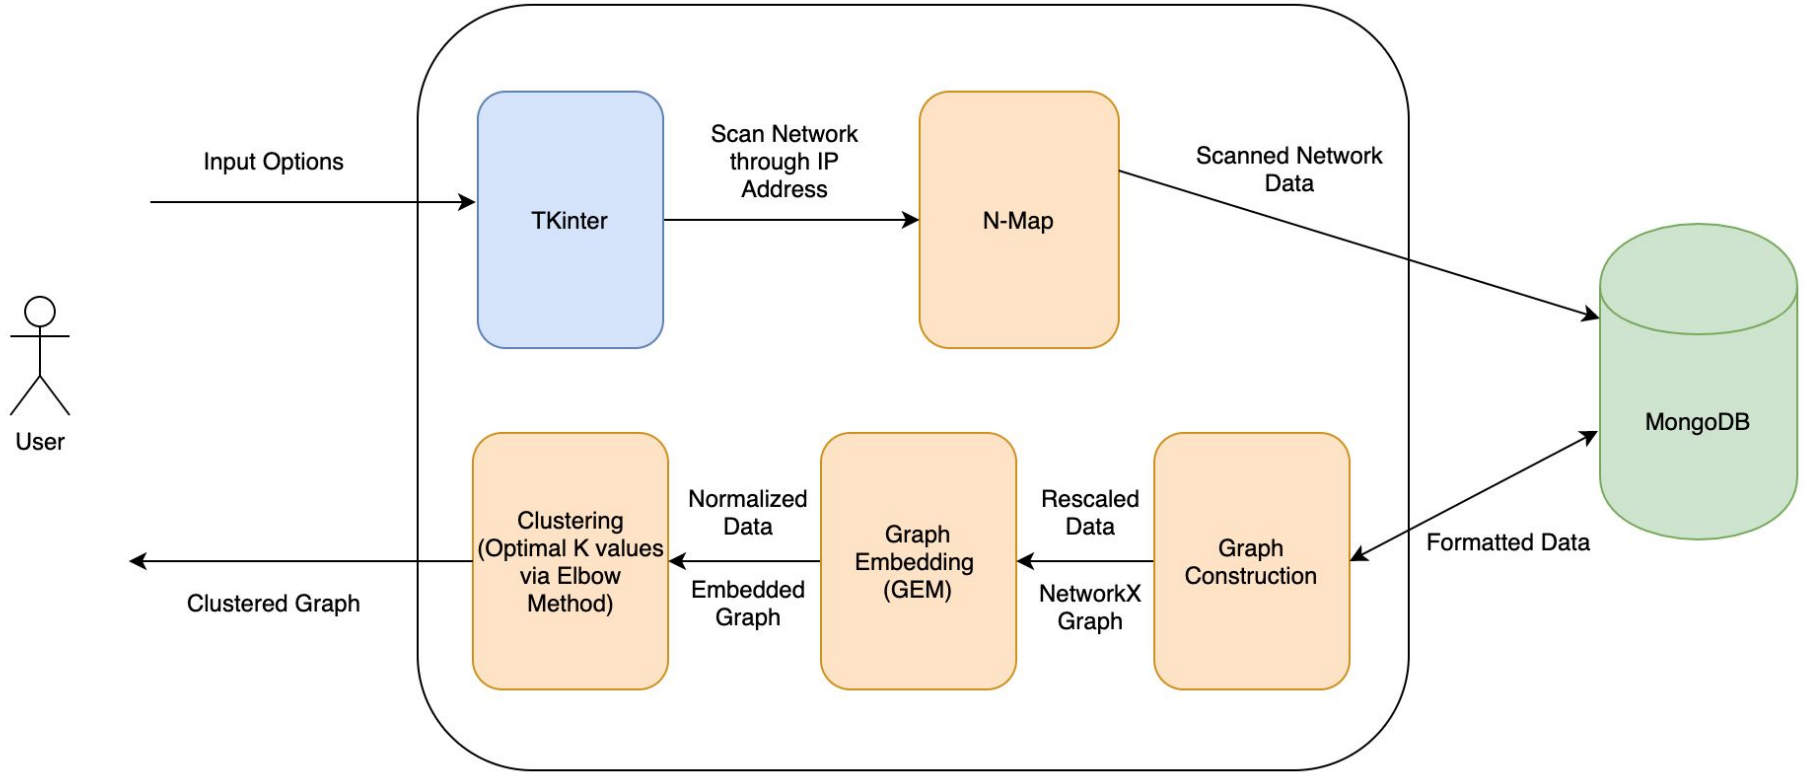 Input Options
TKinter
Scan Network
through IP
Address
N-Map
Scanned Network
Data
MongoDB
User
Formatted Data
Graph
Construction
Rescaled
Data
NetworkX
Graph
Graph
Embedding
(GEM)
Normalized
Data
Embedded
Graph
Clustering
(Optimal K values
via Elbow
Method)
Clustered Graph